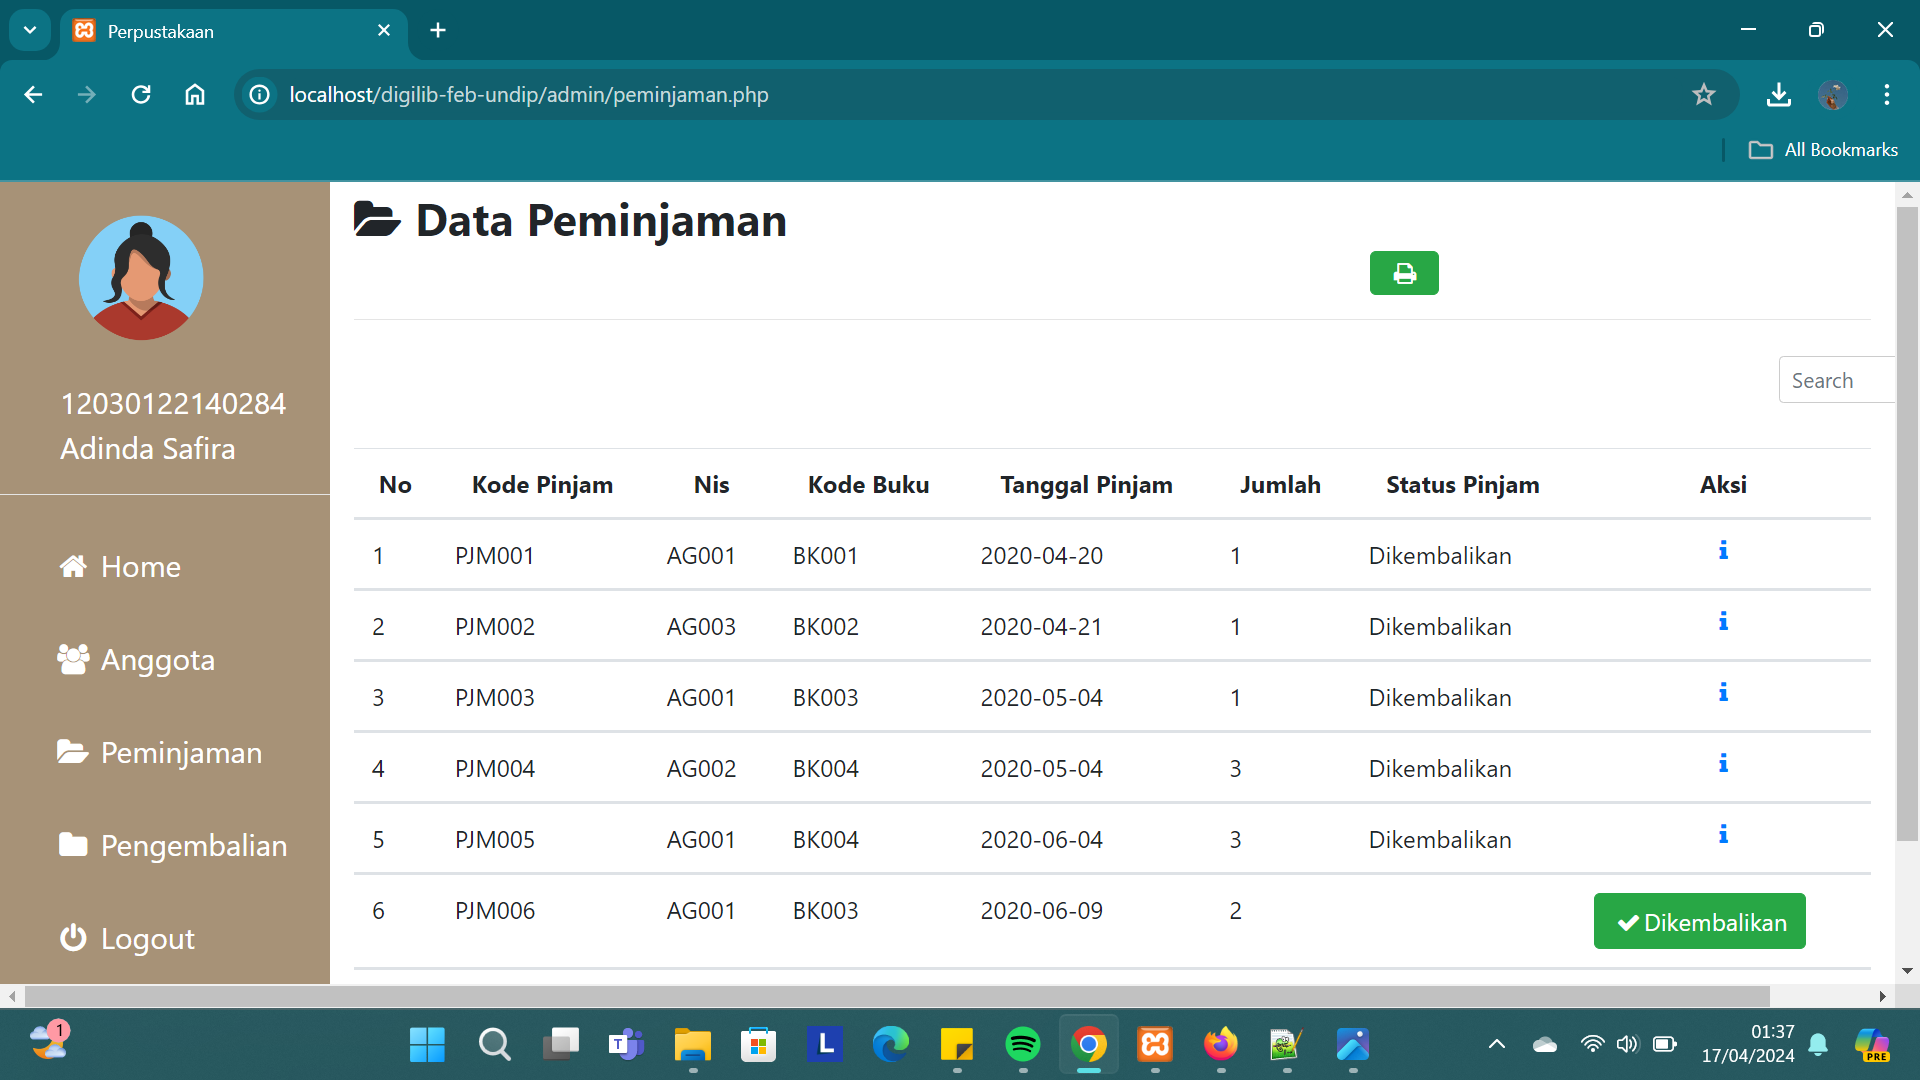 Perpustakaan
localhost/digilib-feb-undip/admin/peminjaman.php
All Bookmarks
12030122140284
Adinda Safira
Home
Anggota
Peminjaman
Pengembalian
Logout
Data Peminjaman
Search
No Kode Pinjam Nis Kode Buku Tanggal Pinjam Jumlah Status Pinjam Aksi
1 PJM001 AG001 BK001 2020-04-20 1 Dikembalikan
2 PJM002 AG003 BK002 2020-04-21 1 Dikembalikan
3 PJM003 AG001 BK003 2020-05-04 1 Dikembalikan
4 PJM004 AG002 BK004 2020-05-04 3 Dikembalikan
5 PJM005 AG001 BK004 2020-06-04 3 Dikembalikan
6 PJM006 AG001 BK003 2020-06-09 2 Dikembalikan
1
T
L
01:37
17/04/2024
PRE